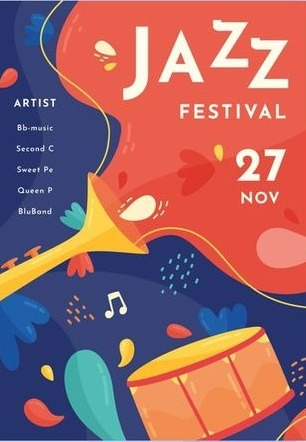 JAZZ
FESTIVAL
27
NOV
ARTIST
Bb-music
Second C
Sweet Pe
Queen P
BluBand